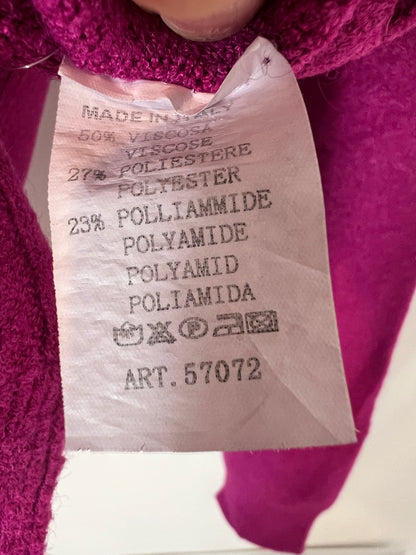 MADE IN ITALY
50% VISCOSA
VISCOSE
27% POLIESTERE
POLYESTER
23% POLLIAMMIDE
POLYAMIDE
POLYAMID
POLIAMIDA
ART.57072